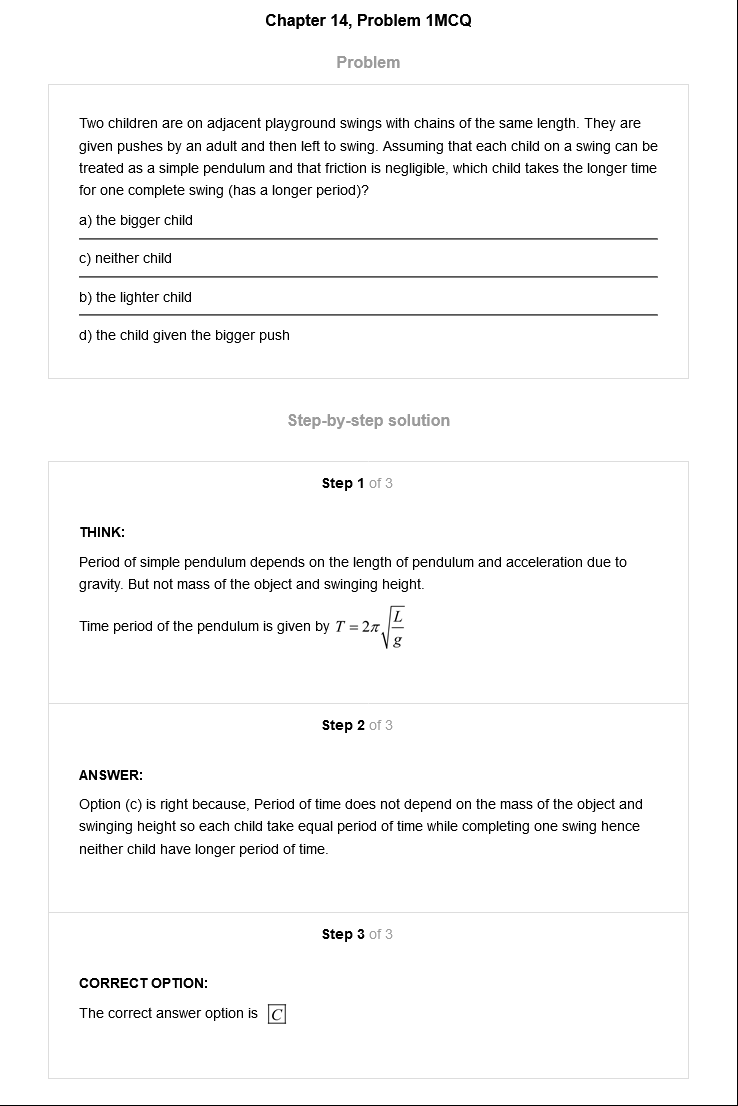 Chapter 14, Problem 1MCQ
Problem
Two children are on adjacent playground swings with chains of the same length. They are
given pushes by an adult and then left to swing. Assuming that each child on a swing can be
treated as a simple pendulum and that friction is negligible, which child takes the longer time
for one complete swing (has a longer period)?
a) the bigger child
c) neither child
b) the lighter child
d) the child given the bigger push
Step-by-step solution
Step 1 of 3
THINK:
Period of simple pendulum depends on the length of pendulum and acceleration due to
gravity. But not mass of the object and swinging height.
Time period of the pendulum is given by T = 2π√(L/g)
Step 2 of 3
ANSWER:
Option (c) is right because, Period of time does not depend on the mass of the object and
swinging height so each child take equal period of time while completing one swing hence
neither child have longer period of time.
Step 3 of 3
CORRECT OPTION:
The correct answer option is C